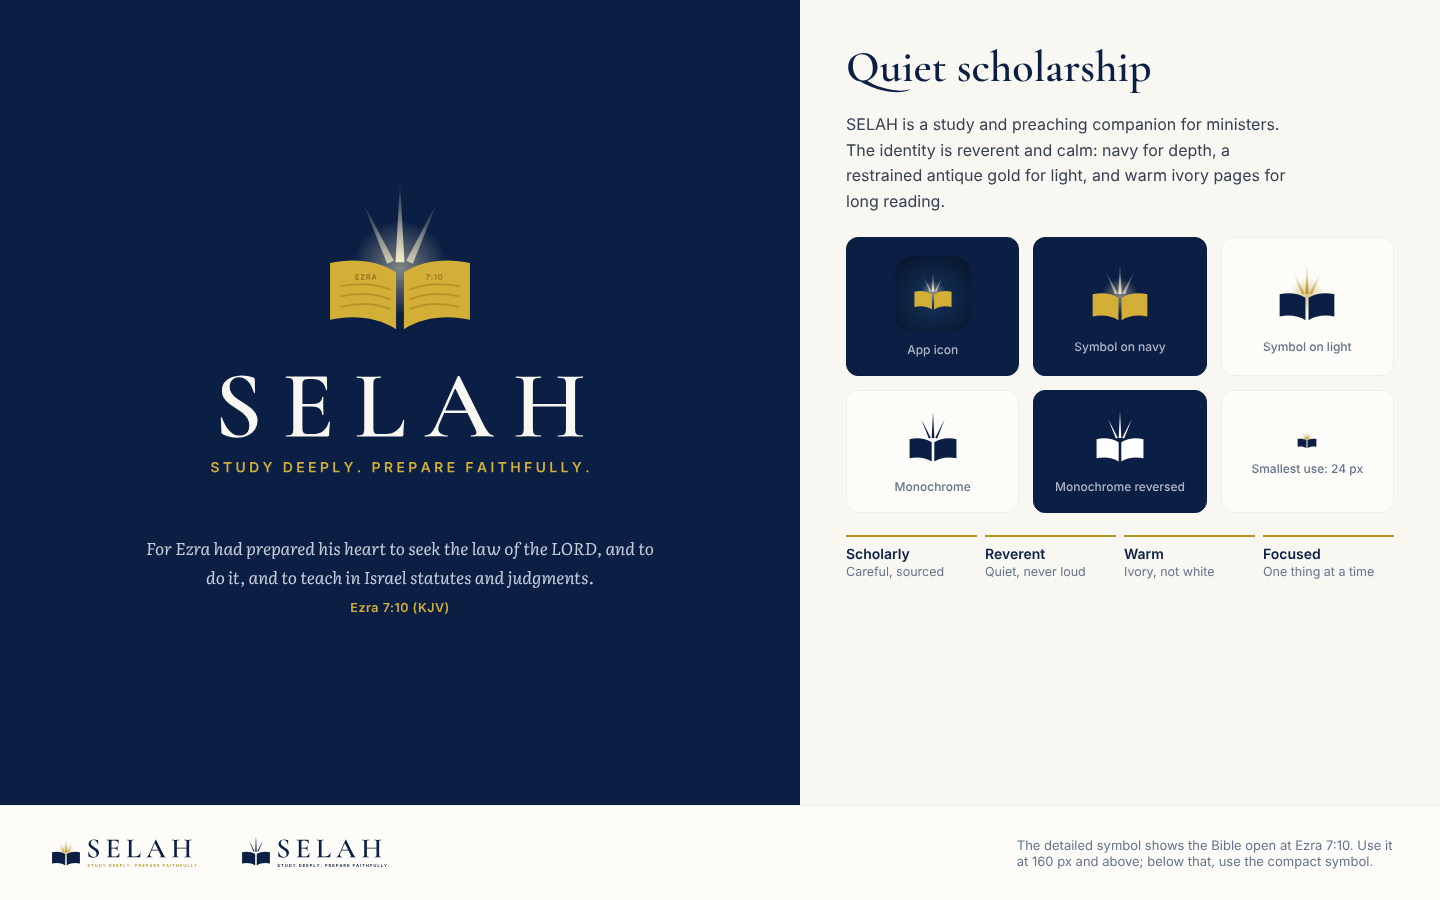 EZRA 7:10
SELAH
STUDY DEEPLY. PREPARE FAITHFULLY.
For Ezra had prepared his heart to seek the law of the LORD, and to
do it, and to teach in Israel statutes and judgments.
Ezra 7:10 (KJV)
Quiet scholarship
SELAH is a study and preaching companion for ministers.
The identity is reverent and calm: navy for depth, a
restrained antique gold for light, and warm ivory pages for
long reading.
App icon
Symbol on navy
Symbol on light
Monochrome
Monochrome reversed
Smallest use: 24 px
Scholarly
Careful, sourced
Reverent
Quiet, never loud
Warm
Ivory, not white
Focused
One thing at a time
SELAH
STUDY DEEPLY. PREPARE FAITHFULLY.
SELAH
STUDY DEEPLY. PREPARE FAITHFULLY.
The detailed symbol shows the Bible open at Ezra 7:10. Use it
at 160 px and above; below that, use the compact symbol.